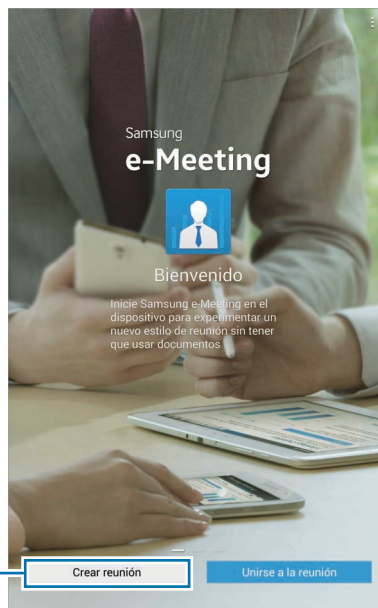 Samsung
e-Meeting
Bienvenido
Inicie Samsung e-Meeting en el
dispositivo para experimentar un
nuevo estilo de reunión sin tener
que usar documentos
Crear reunión
Unirse a la reunión